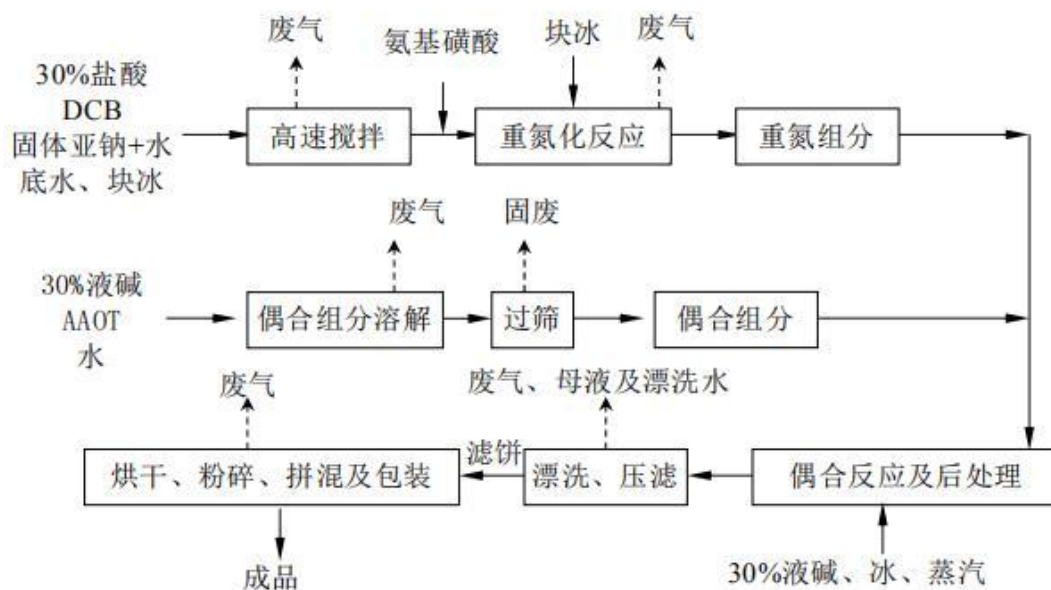 废气
氨基磺酸
块冰
废气
30%盐酸
DCB
固体亚钠+水
底水、块冰
高速搅拌
重氮化反应
重氮组分
废气
固废
30%液碱
AAOT
水
偶合组分溶解
过筛
偶合组分
废气
废气、母液及漂洗水
烘干、粉碎、拼混及包装
滤饼
漂洗、压滤
偶合反应及后处理
成品
30%液碱、冰、蒸汽